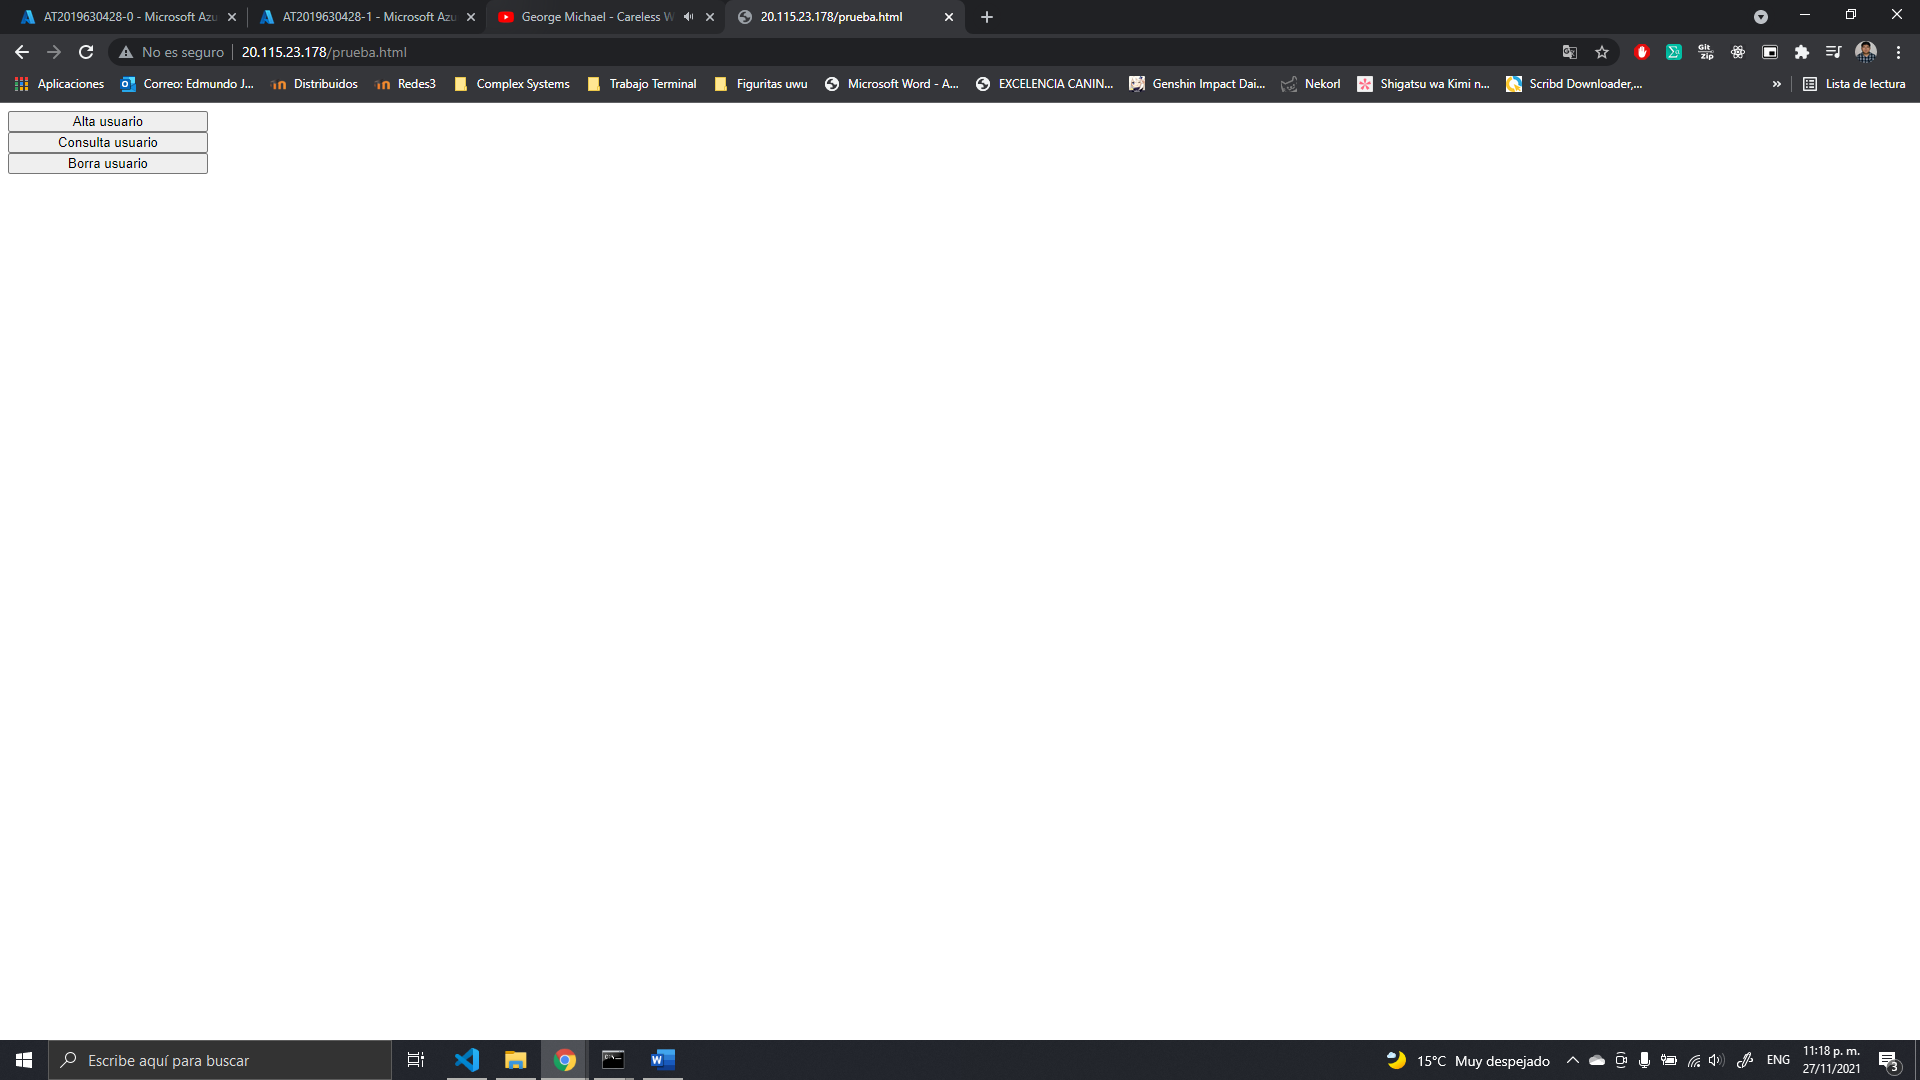 AT2019630428-0 - Microsoft Azu
AT2019630428-1 - Microsoft Azu
George Michael - Careless W
20.115.23.178/prueba.html
No es seguro
20.115.23.178/prueba.html
Git
zip
Aplicaciones
Correo: Edmundo J...
Distribuidos
Redes3
Complex Systems
Trabajo Terminal
Figuritas uwu
Microsoft Word - A...
EXCELENCIA CANIN...
Genshin Impact Dai...
Nekorl
Shigatsu wa Kimi n...
Scribd Downloader,...
»
Lista de lectura
Alta usuario
Consulta usuario
Borra usuario
Escribe aquí para buscar
15°C Muy despejado
ENG
11:18 p. m.
27/11/2021
3